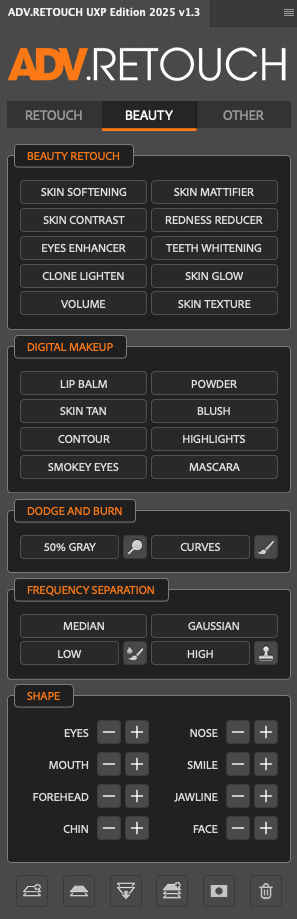 ADV.RETOUCH UXP Edition 2025 v1.3
ADV.RETOUCH
RETOUCH BEAUTY OTHER
BEAUTY RETOUCH
SKIN SOFTENING SKIN MATTIFIER
SKIN CONTRAST REDNESS REDUCER
EYES ENHANCER TEETH WHITENING
CLONE LIGHTEN SKIN GLOW
VOLUME SKIN TEXTURE
DIGITAL MAKEUP
LIP BALM POWDER
SKIN TAN BLUSH
CONTOUR HIGHLIGHTS
SMOKEY EYES MASCARA
DODGE AND BURN
50% GRAY CURVES
FREQUENCY SEPARATION
MEDIAN GAUSSIAN
LOW HIGH
SHAPE
EYES − + NOSE − +
MOUTH − + SMILE − +
FOREHEAD − + JAWLINE − +
CHIN − + FACE − +